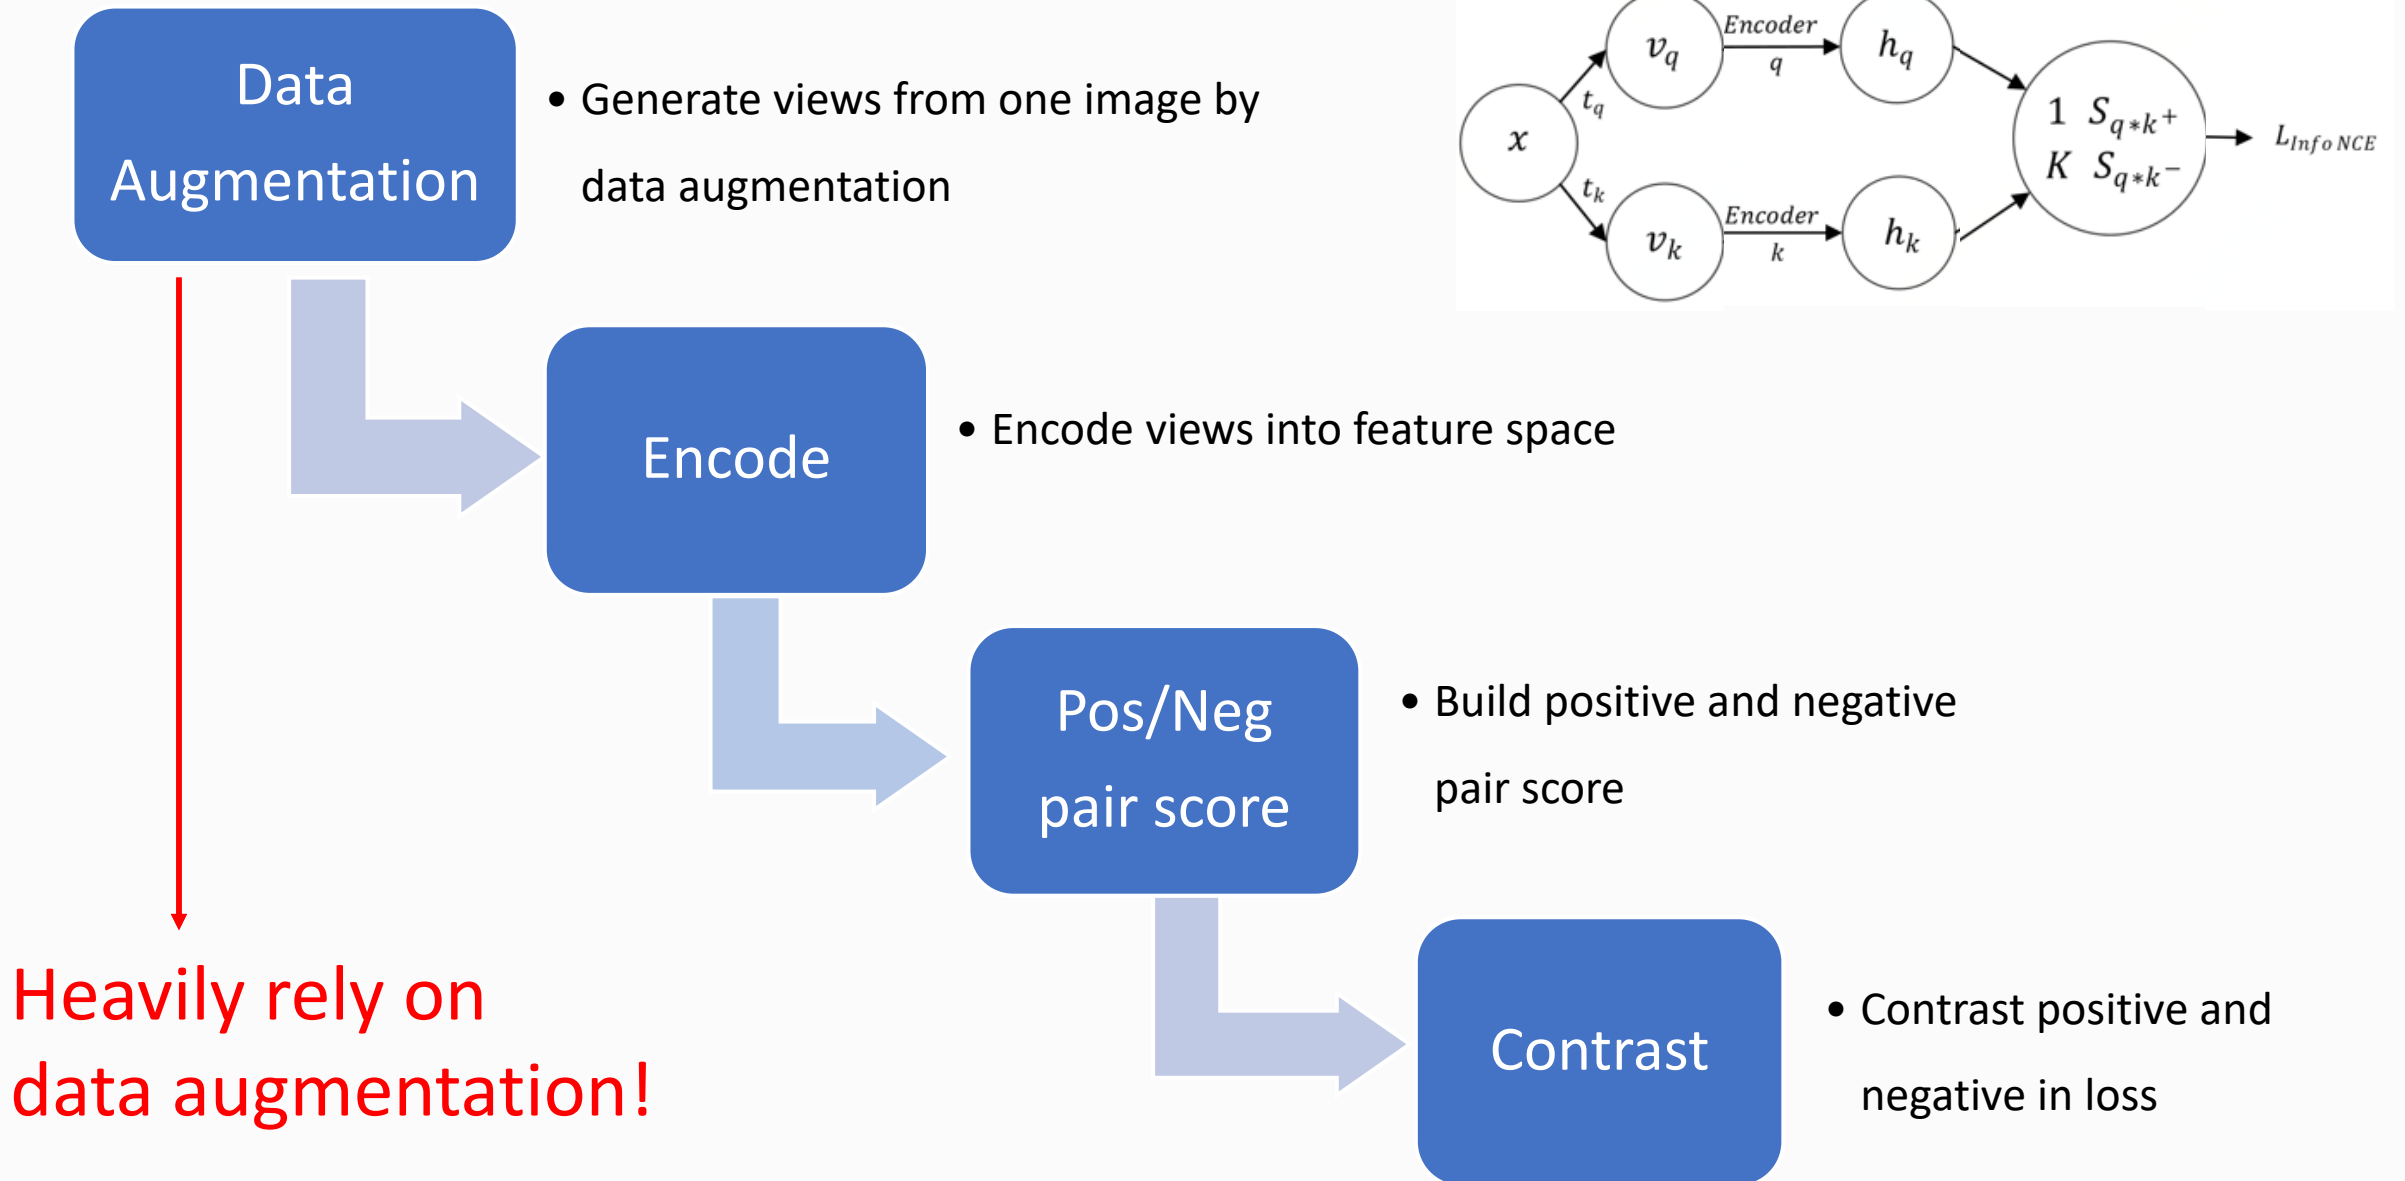 Data
Augmentation
• Generate views from one image by
data augmentation
x
t_q
t_k
v_q
v_k
Encoder
q
Encoder
k
h_q
h_k
1 S_{q*k^+}
K S_{q*k^-}
L_{Info NCE}
Encode
• Encode views into feature space
Pos/Neg
pair score
• Build positive and negative
pair score
Heavily rely on
data augmentation!
Contrast
• Contrast positive and
negative in loss